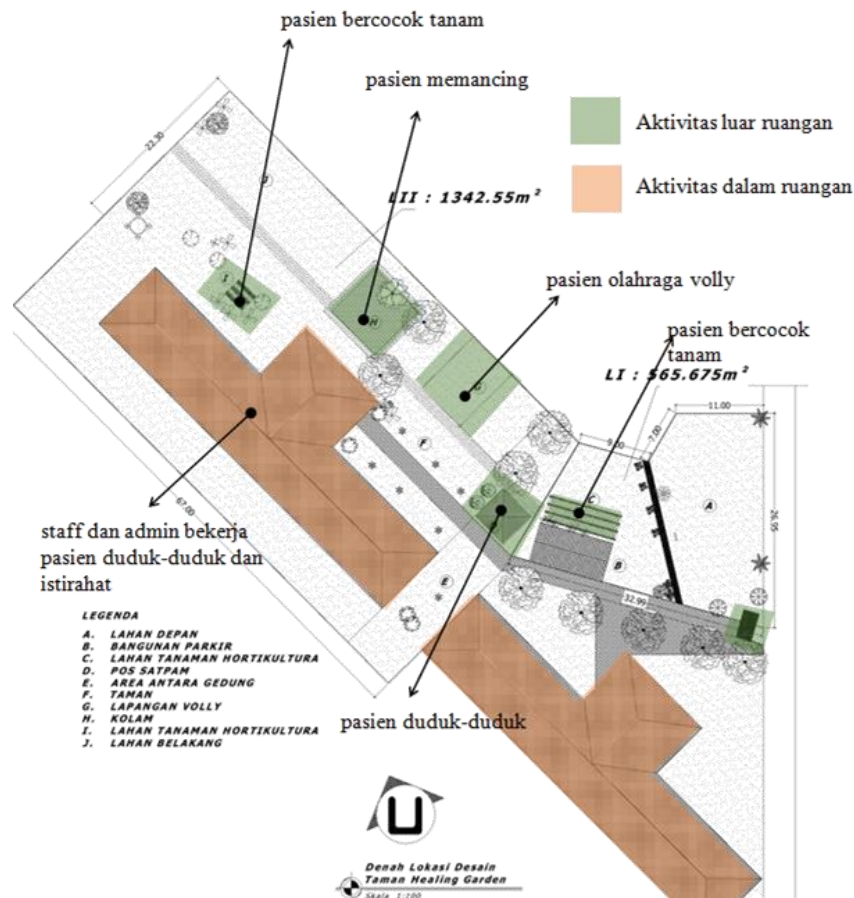 pasien bercocok tanam
pasien memancing
Aktivitas luar ruangan
Aktivitas dalam ruangan
22.30
J
LII : 1342.55m²
I
H
pasien olahraga volly
pasien bercocok
tanam
LI : 565.675m²
G
11.00
9.00
7.00
F
C
A
26.95
B
E
32.99
67.00
staff dan admin bekerja
pasien duduk-duduk dan
istirahat
LEGENDA
A. LAHAN DEPAN
B. BANGUNAN PARKIR
C. LAHAN TANAMAN HORTIKULTURA
D. POS SATPAM
E. AREA ANTARA GEDUNG
F. TAMAN
G. LAPANGAN VOLLY
H. KOLAM
I. LAHAN TANAMAN HORTIKULTURA
J. LAHAN BELAKANG
pasien duduk-duduk
U
Denah Lokasi Desain
Taman Healing Garden
Skala 1:100